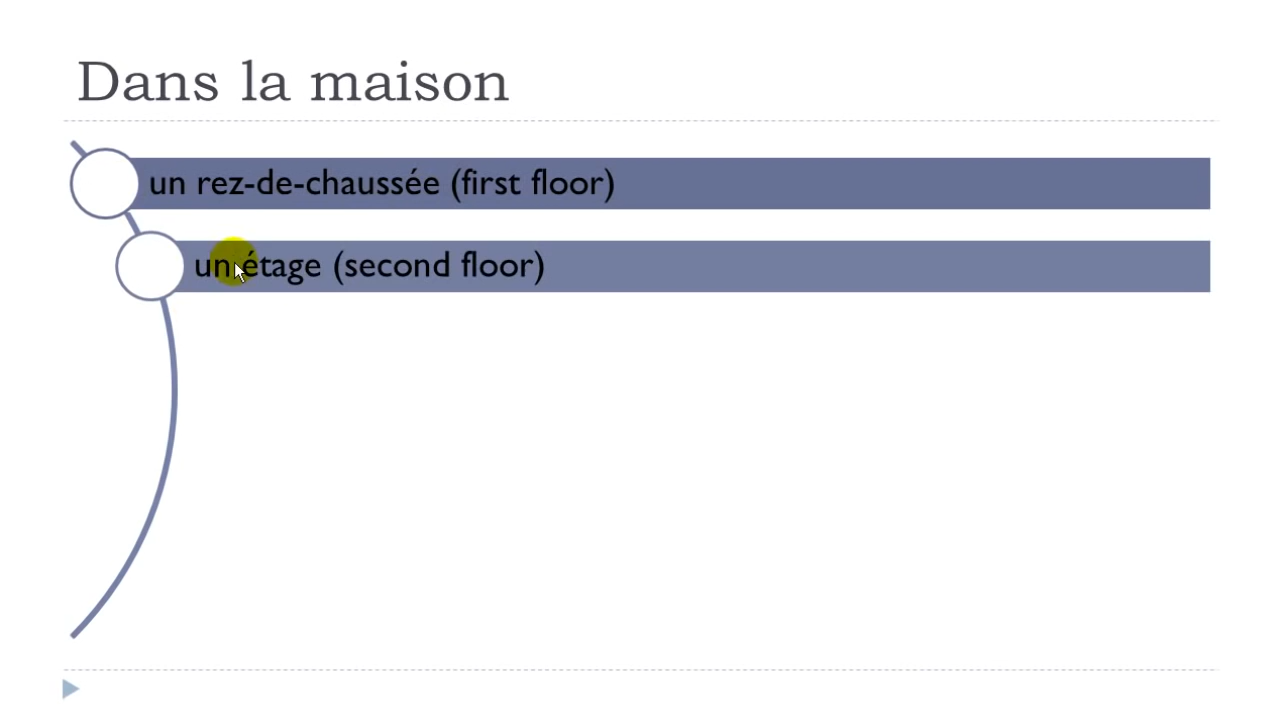 Dans la maison
un rez-de-chaussée (first floor)
un étage (second floor)